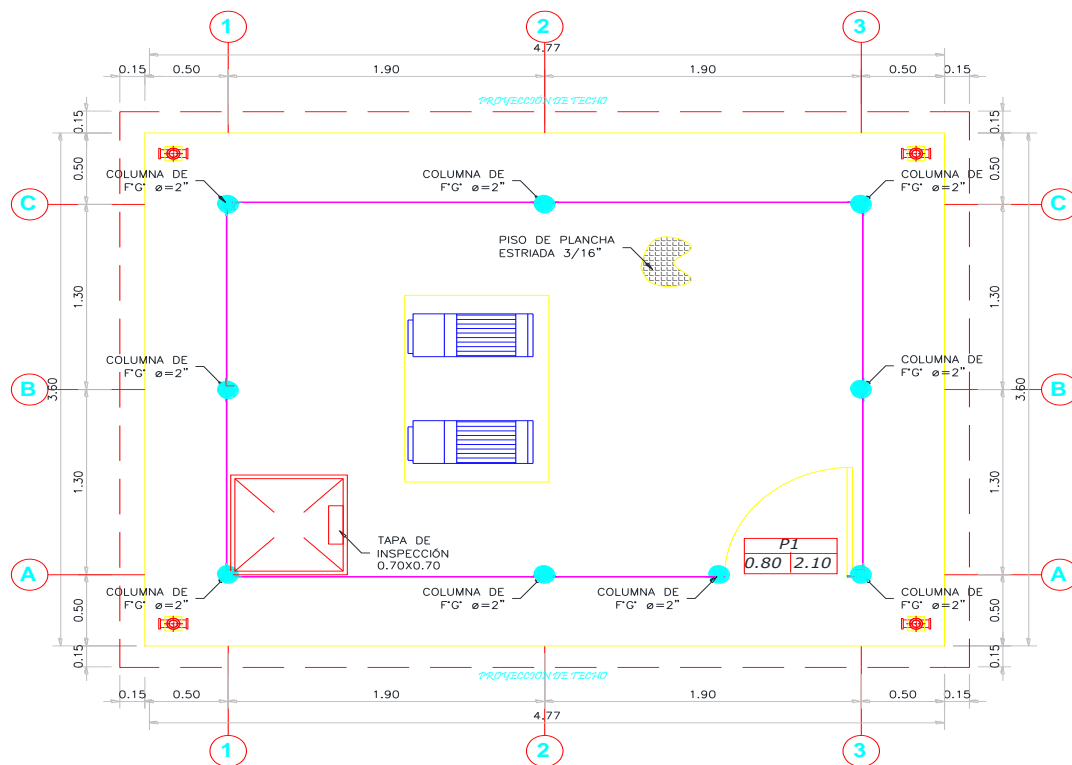 1 2 3
4.77
0.15 0.50 1.90 1.90 0.50 0.15
PROYECCIÓN DE TECHO
0.15 0.15
0.50 0.50
COLUMNA DE
F°G° ø=2"
COLUMNA DE
F°G° ø=2"
COLUMNA DE
F°G° ø=2"
C C
PISO DE PLANCHA
ESTRIADA 3/16"
1.30 1.30
COLUMNA DE
F°G° ø=2"
COLUMNA DE
F°G° ø=2"
B B
3.60 3.60
1.30 1.30
TAPA DE
INSPECCIÓN
0.70X0.70
P1
0.80 2.10
A A
COLUMNA DE
F°G° ø=2"
COLUMNA DE
F°G° ø=2"
COLUMNA DE
F°G° ø=2"
COLUMNA DE
F°G° ø=2"
0.50 0.50
0.15 0.15
PROYECCIÓN DE TECHO
0.15 0.50 1.90 1.90 0.50 0.15
4.77
1 2 3